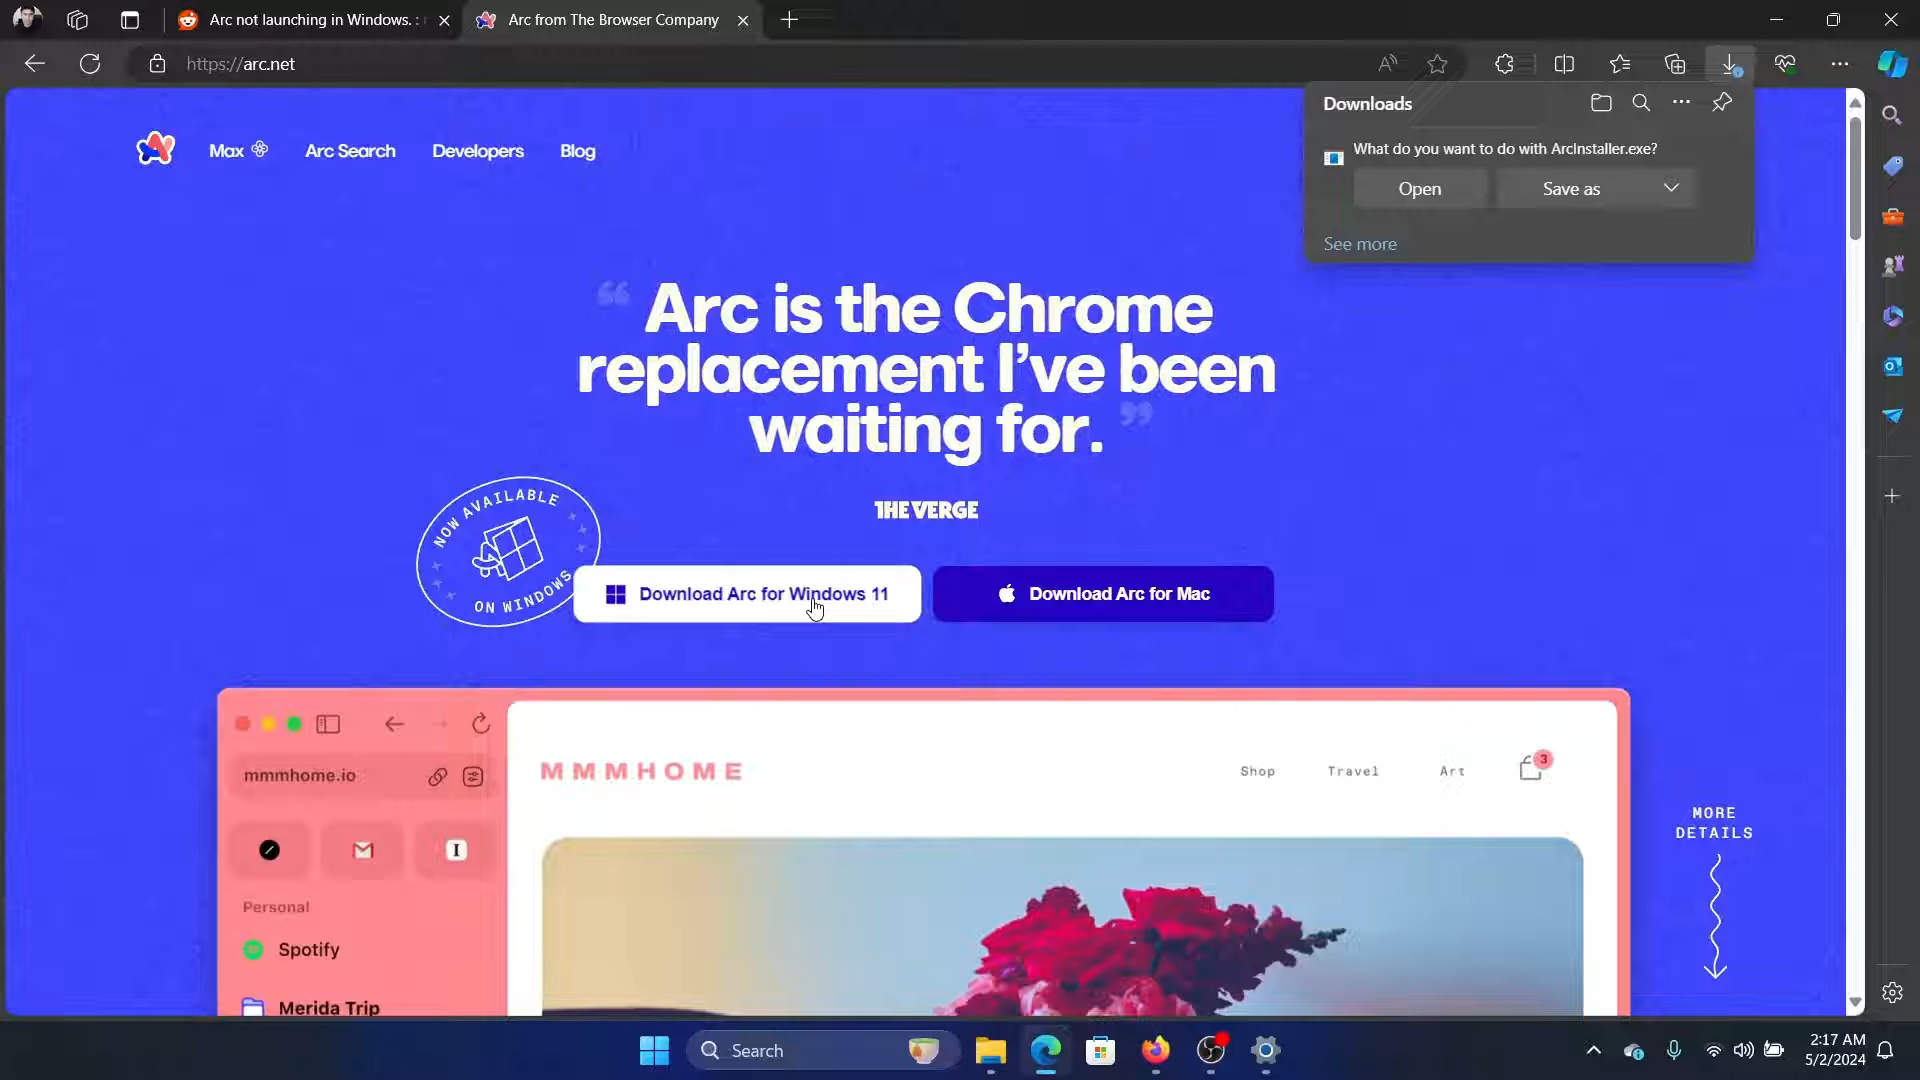 Arc not launching in Windows. :
Arc from The Browser Company
https://arc.net
Max
Arc Search
Developers
Blog
Downloads
What do you want to do with ArcInstaller.exe?
Open
Save as
See more
“ Arc is the Chrome
replacement I’ve been
waiting for. ”
THE VERGE
NOW AVAILABLE
ON WINDOWS
Download Arc for Windows 11
Download Arc for Mac
mmmhome.io
MMMHOME
Shop
Travel
Art
3
Personal
Spotify
Merida Trip
MORE
DETAILS
Search
2:17 AM
5/2/2024